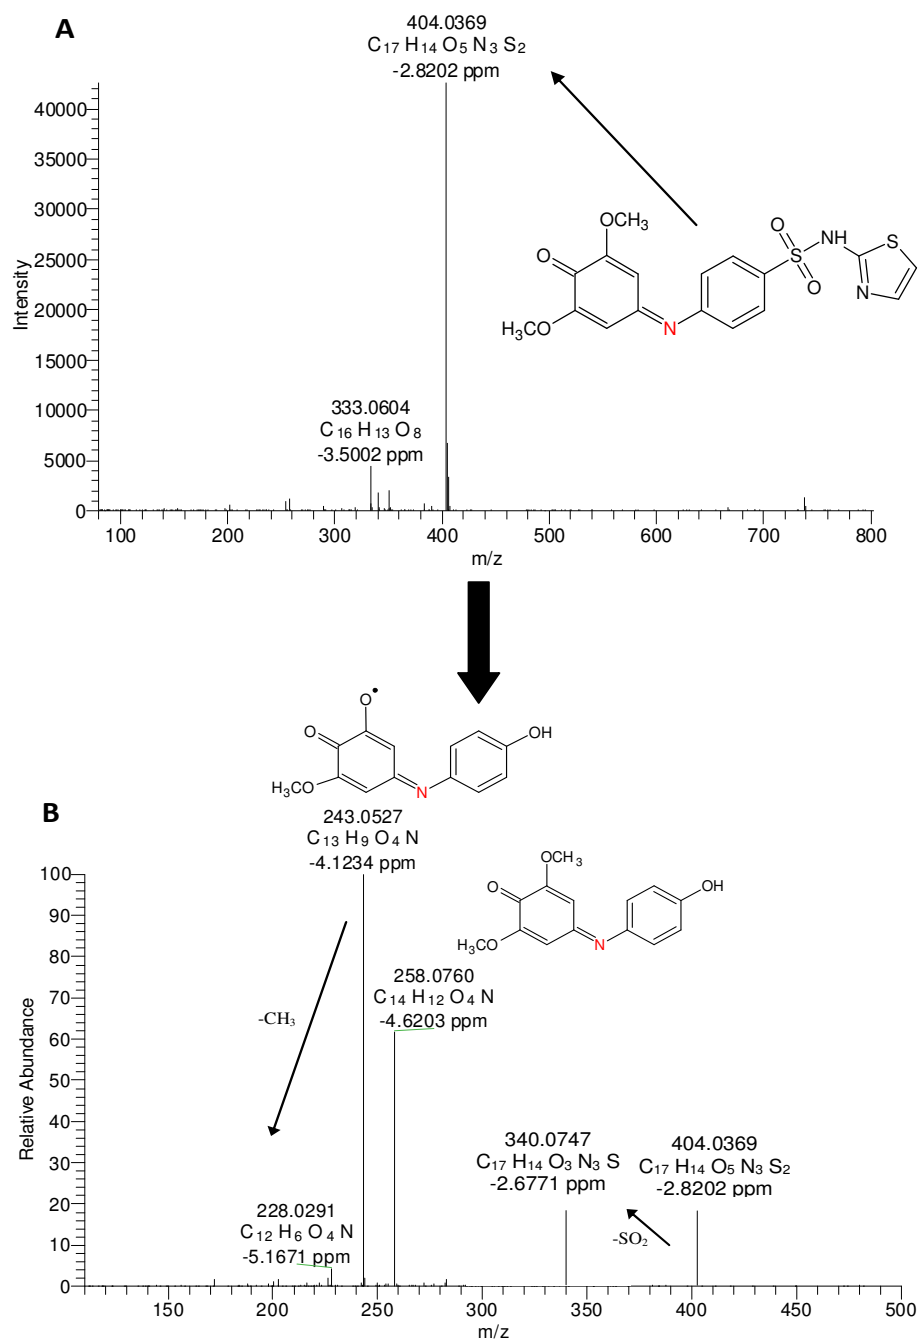 A
404.0369
C17 H14 O5 N3 S2
-2.8202 ppm
40000
35000
30000
25000
20000
15000
10000
5000
0
Intensity
333.0604
C16 H13 O8
-3.5002 ppm
OCH3
O
H3CO
N
O
S
O
NH
S
N
100
200
300
400
500
600
700
800
m/z
O•
O
OH
H3CO
N
B
243.0527
C13 H9 O4 N
-4.1234 ppm
OCH3
O
OH
H3CO
N
100
90
80
70
60
50
40
30
20
10
0
Relative Abundance
-CH3
258.0760
C14 H12 O4 N
-4.6203 ppm
340.0747
C17 H14 O3 N3 S
-2.6771 ppm
404.0369
C17 H14 O5 N3 S2
-2.8202 ppm
-SO2
228.0291
C12 H6 O4 N
-5.1671 ppm
150
200
250
300
350
400
450
500
m/z